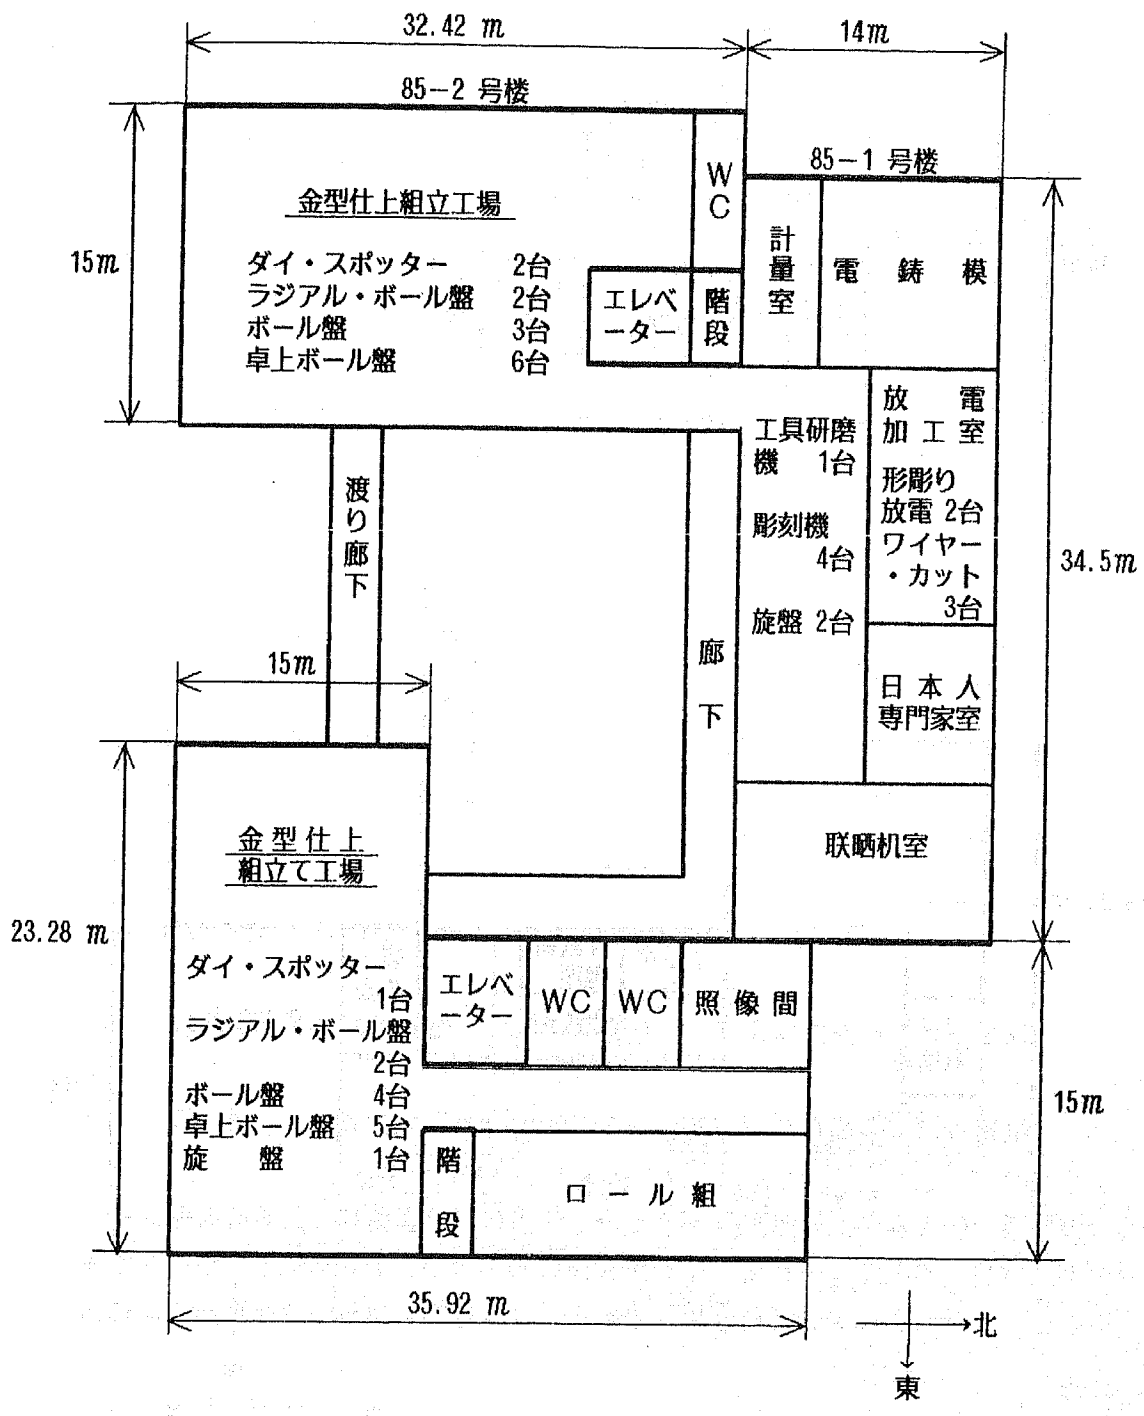 32.42 m
14m
85-2 号楼
85-1 号楼
15m
金型仕上組立工場
ダイ・スポッター 2台
ラジアル・ボール盤 2台
ボール盤 3台
卓上ボール盤 6台
WC
エレベ
ーター
階段
計量室
電鋳模
放電
加工室
形彫り
放電 2台
ワイヤー
・カット
3台
工具研磨
機 1台
彫刻機
4台
旋盤 2台
34.5m
渡り廊下
廊下
日本人
専門家室
15m
联晒机室
金型仕上
組立て工場
23.28 m
ダイ・スポッター
1台
ラジアル・ボール盤
2台
ボール盤 4台
卓上ボール盤 5台
旋盤 1台
エレベ
ーター
WC
WC
照像間
15m
階段
ロール組
35.92 m
北
東